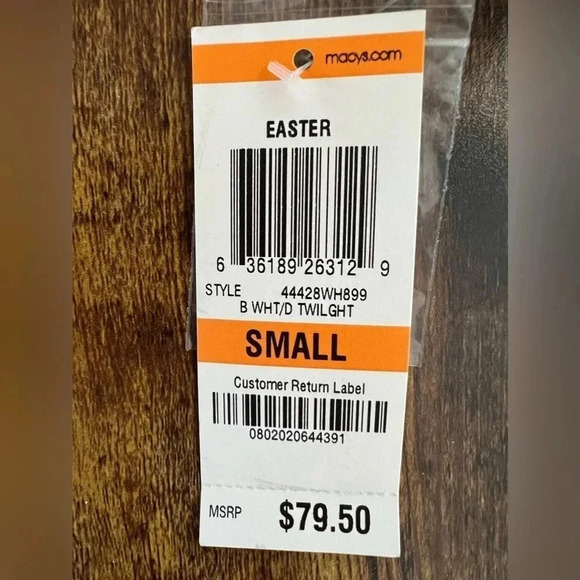 macys.com
EASTER
6 36189 26312 9
STYLE 44428WH899
B WHT/D TWILGHT
SMALL
Customer Return Label
0802020644391
MSRP $79.50